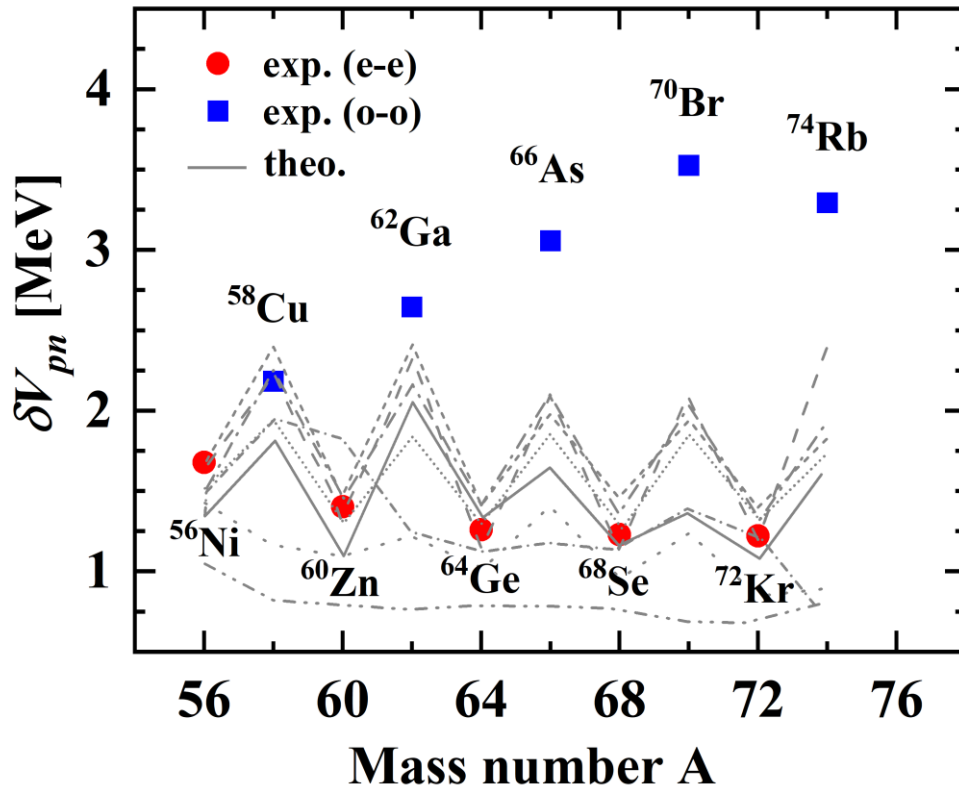 exp. (e-e)
exp. (o-o)
theo.
⁷⁰Br
⁷⁴Rb
⁶⁶As
⁶²Ga
⁵⁸Cu
⁵⁶Ni
⁶⁰Zn
⁶⁴Ge
⁶⁸Se
⁷²Kr
4
3
2
1
δVpn [MeV]
56 60 64 68 72 76
Mass number A